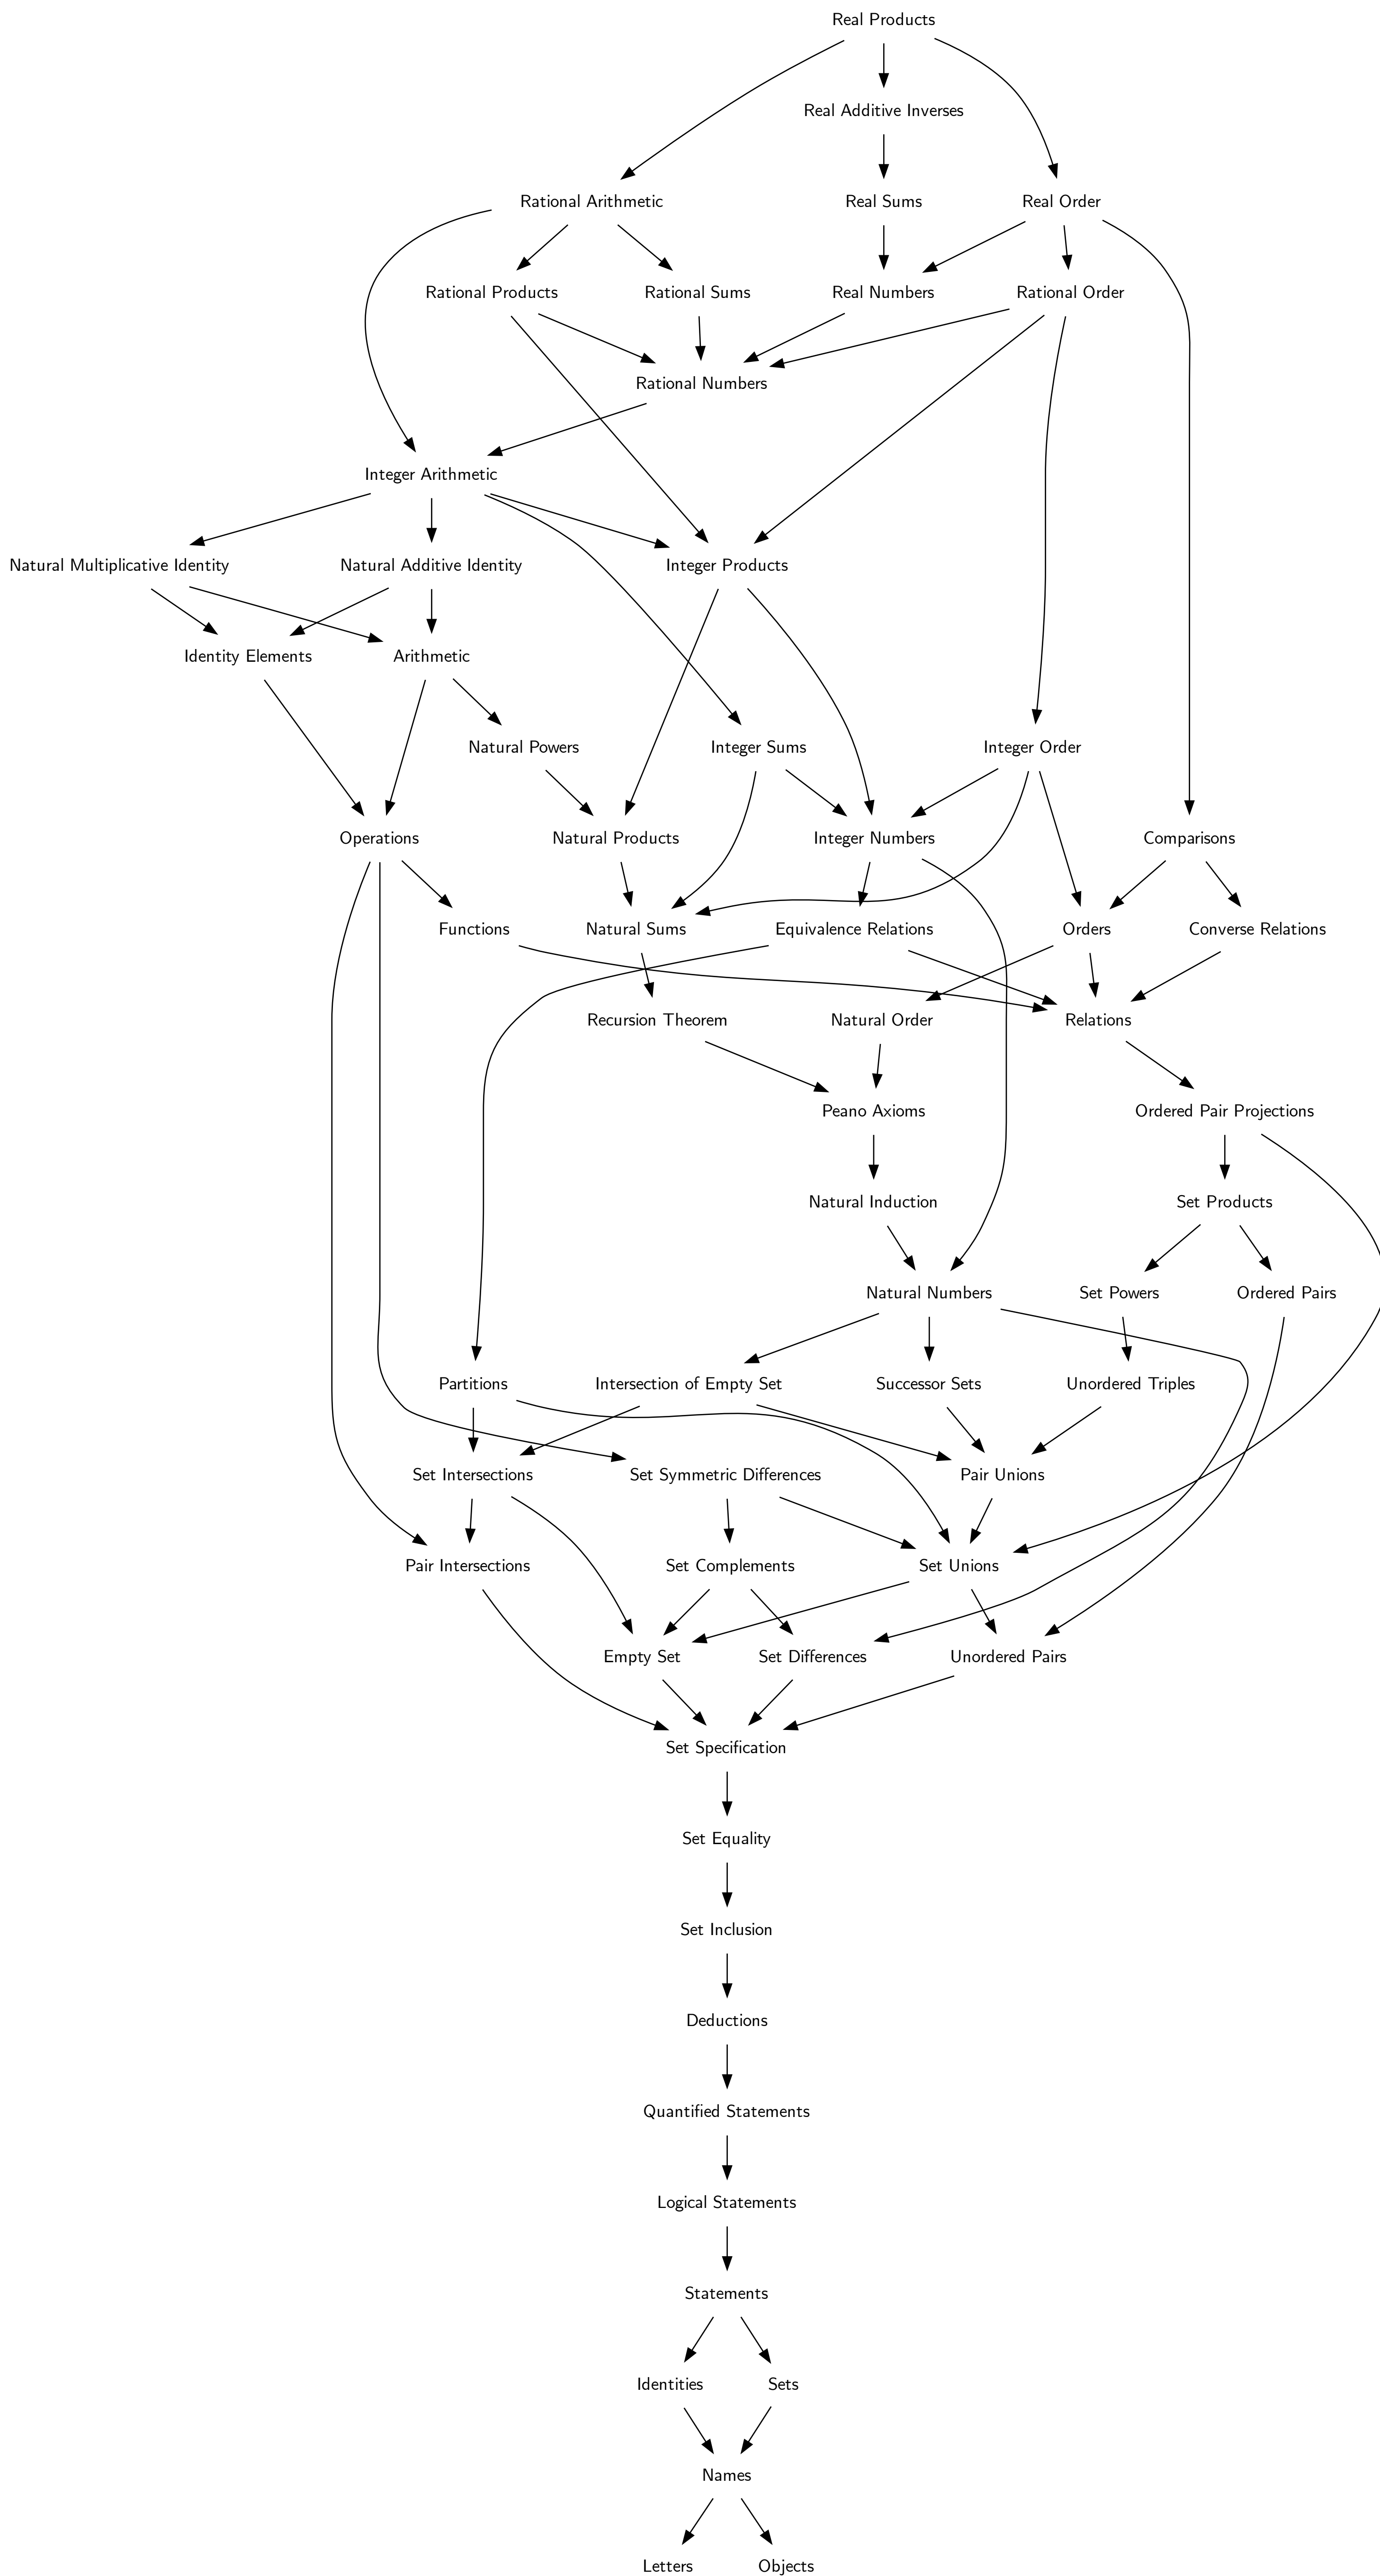 Real Products
Real Additive Inverses
Rational Arithmetic
Real Sums
Real Order
Rational Products
Rational Sums
Real Numbers
Rational Order
Rational Numbers
Integer Arithmetic
Natural Multiplicative Identity
Natural Additive Identity
Integer Products
Identity Elements
Arithmetic
Natural Powers
Integer Sums
Integer Order
Operations
Natural Products
Integer Numbers
Comparisons
Functions
Natural Sums
Equivalence Relations
Orders
Converse Relations
Recursion Theorem
Natural Order
Relations
Peano Axioms
Ordered Pair Projections
Natural Induction
Set Products
Natural Numbers
Set Powers
Ordered Pairs
Partitions
Intersection of Empty Set
Successor Sets
Unordered Triples
Set Intersections
Set Symmetric Differences
Pair Unions
Pair Intersections
Set Complements
Set Unions
Empty Set
Set Differences
Unordered Pairs
Set Specification
Set Equality
Set Inclusion
Deductions
Quantified Statements
Logical Statements
Statements
Identities
Sets
Names
Letters
Objects